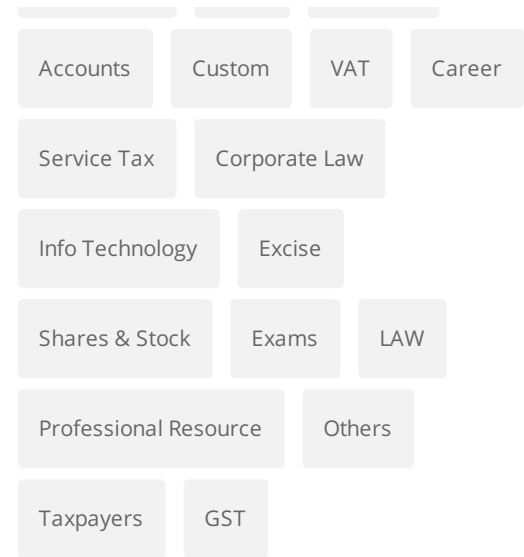 Accounts Custom VAT Career
Service Tax Corporate Law
Info Technology Excise
Shares & Stock Exams LAW
Professional Resource Others
Taxpayers GST